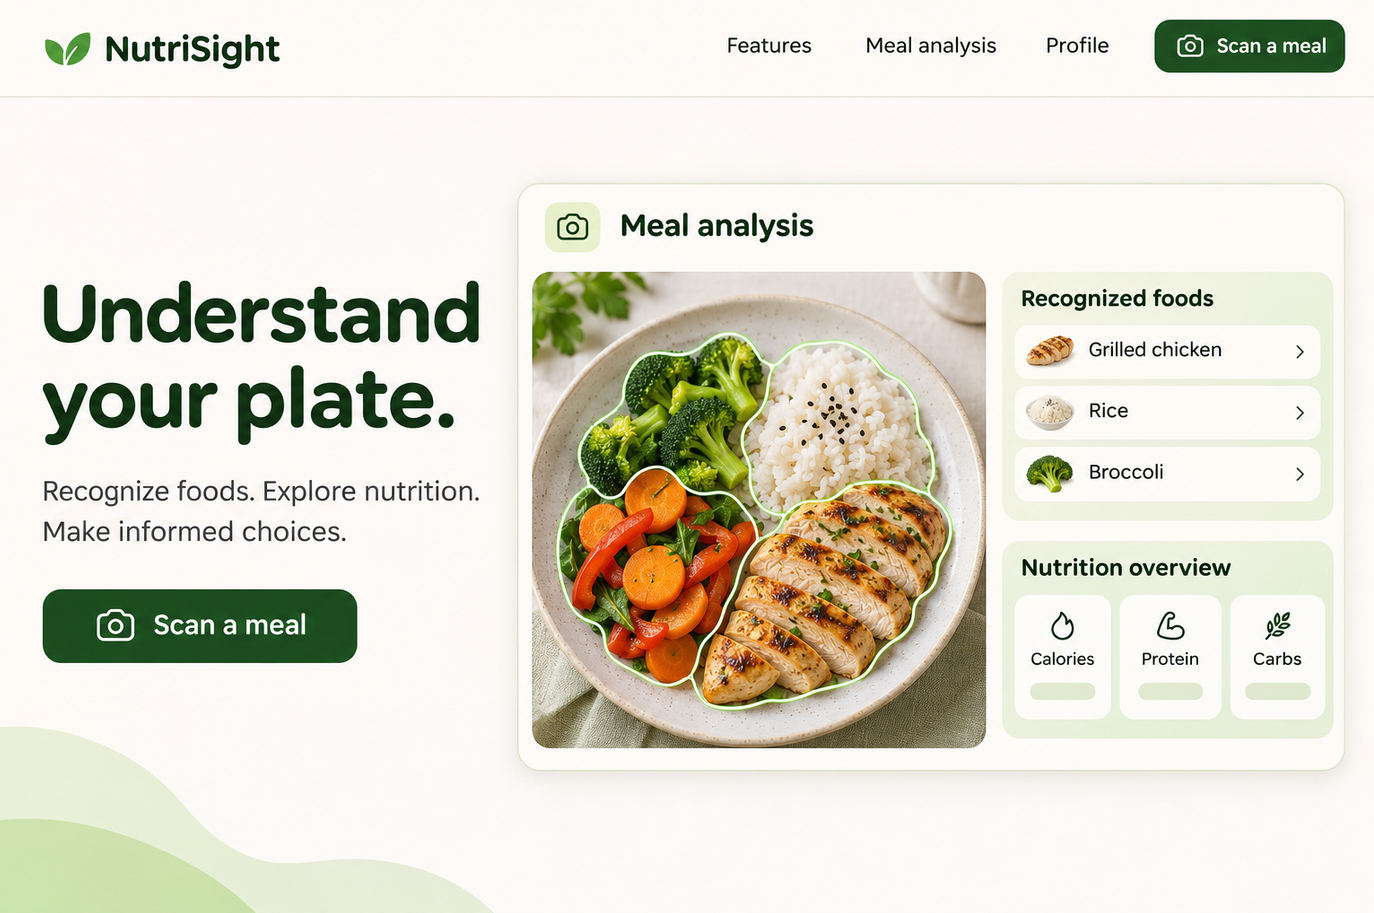 NutriSight
Features
Meal analysis
Profile
Scan a meal
Understand
your plate.
Recognize foods. Explore nutrition.
Make informed choices.
Scan a meal
Meal analysis
Recognized foods
Grilled chicken
Rice
Broccoli
Nutrition overview
Calories
Protein
Carbs